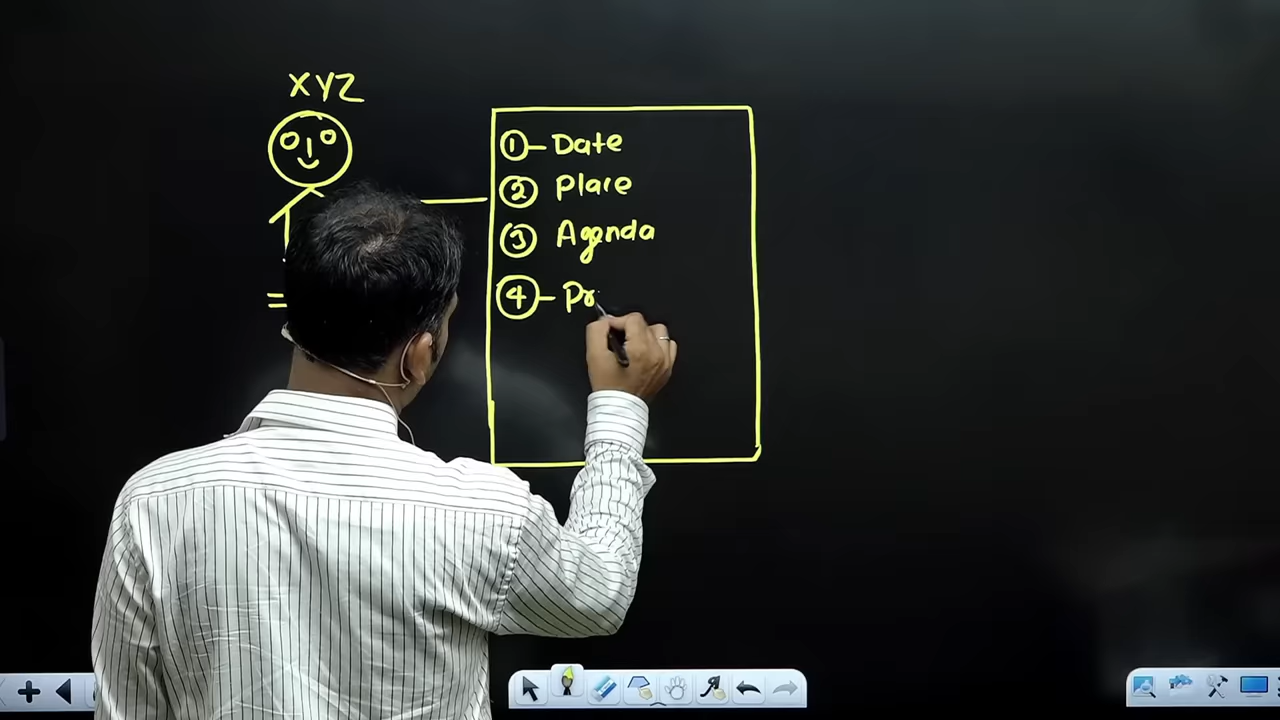 XYZ
① - Date
② Place
③ Agenda
④ - Pr